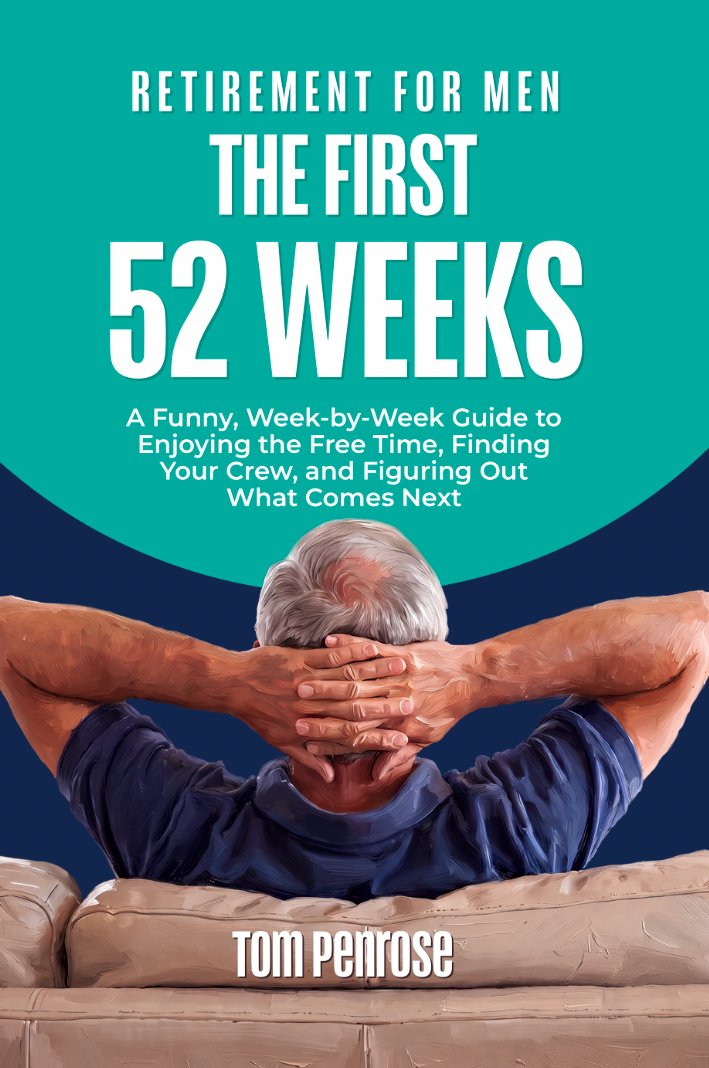 RETIREMENT FOR MEN
THE FIRST
52 WEEKS
A Funny, Week-by-Week Guide to
Enjoying the Free Time, Finding
Your Crew, and Figuring Out
What Comes Next
TOM PENROSE